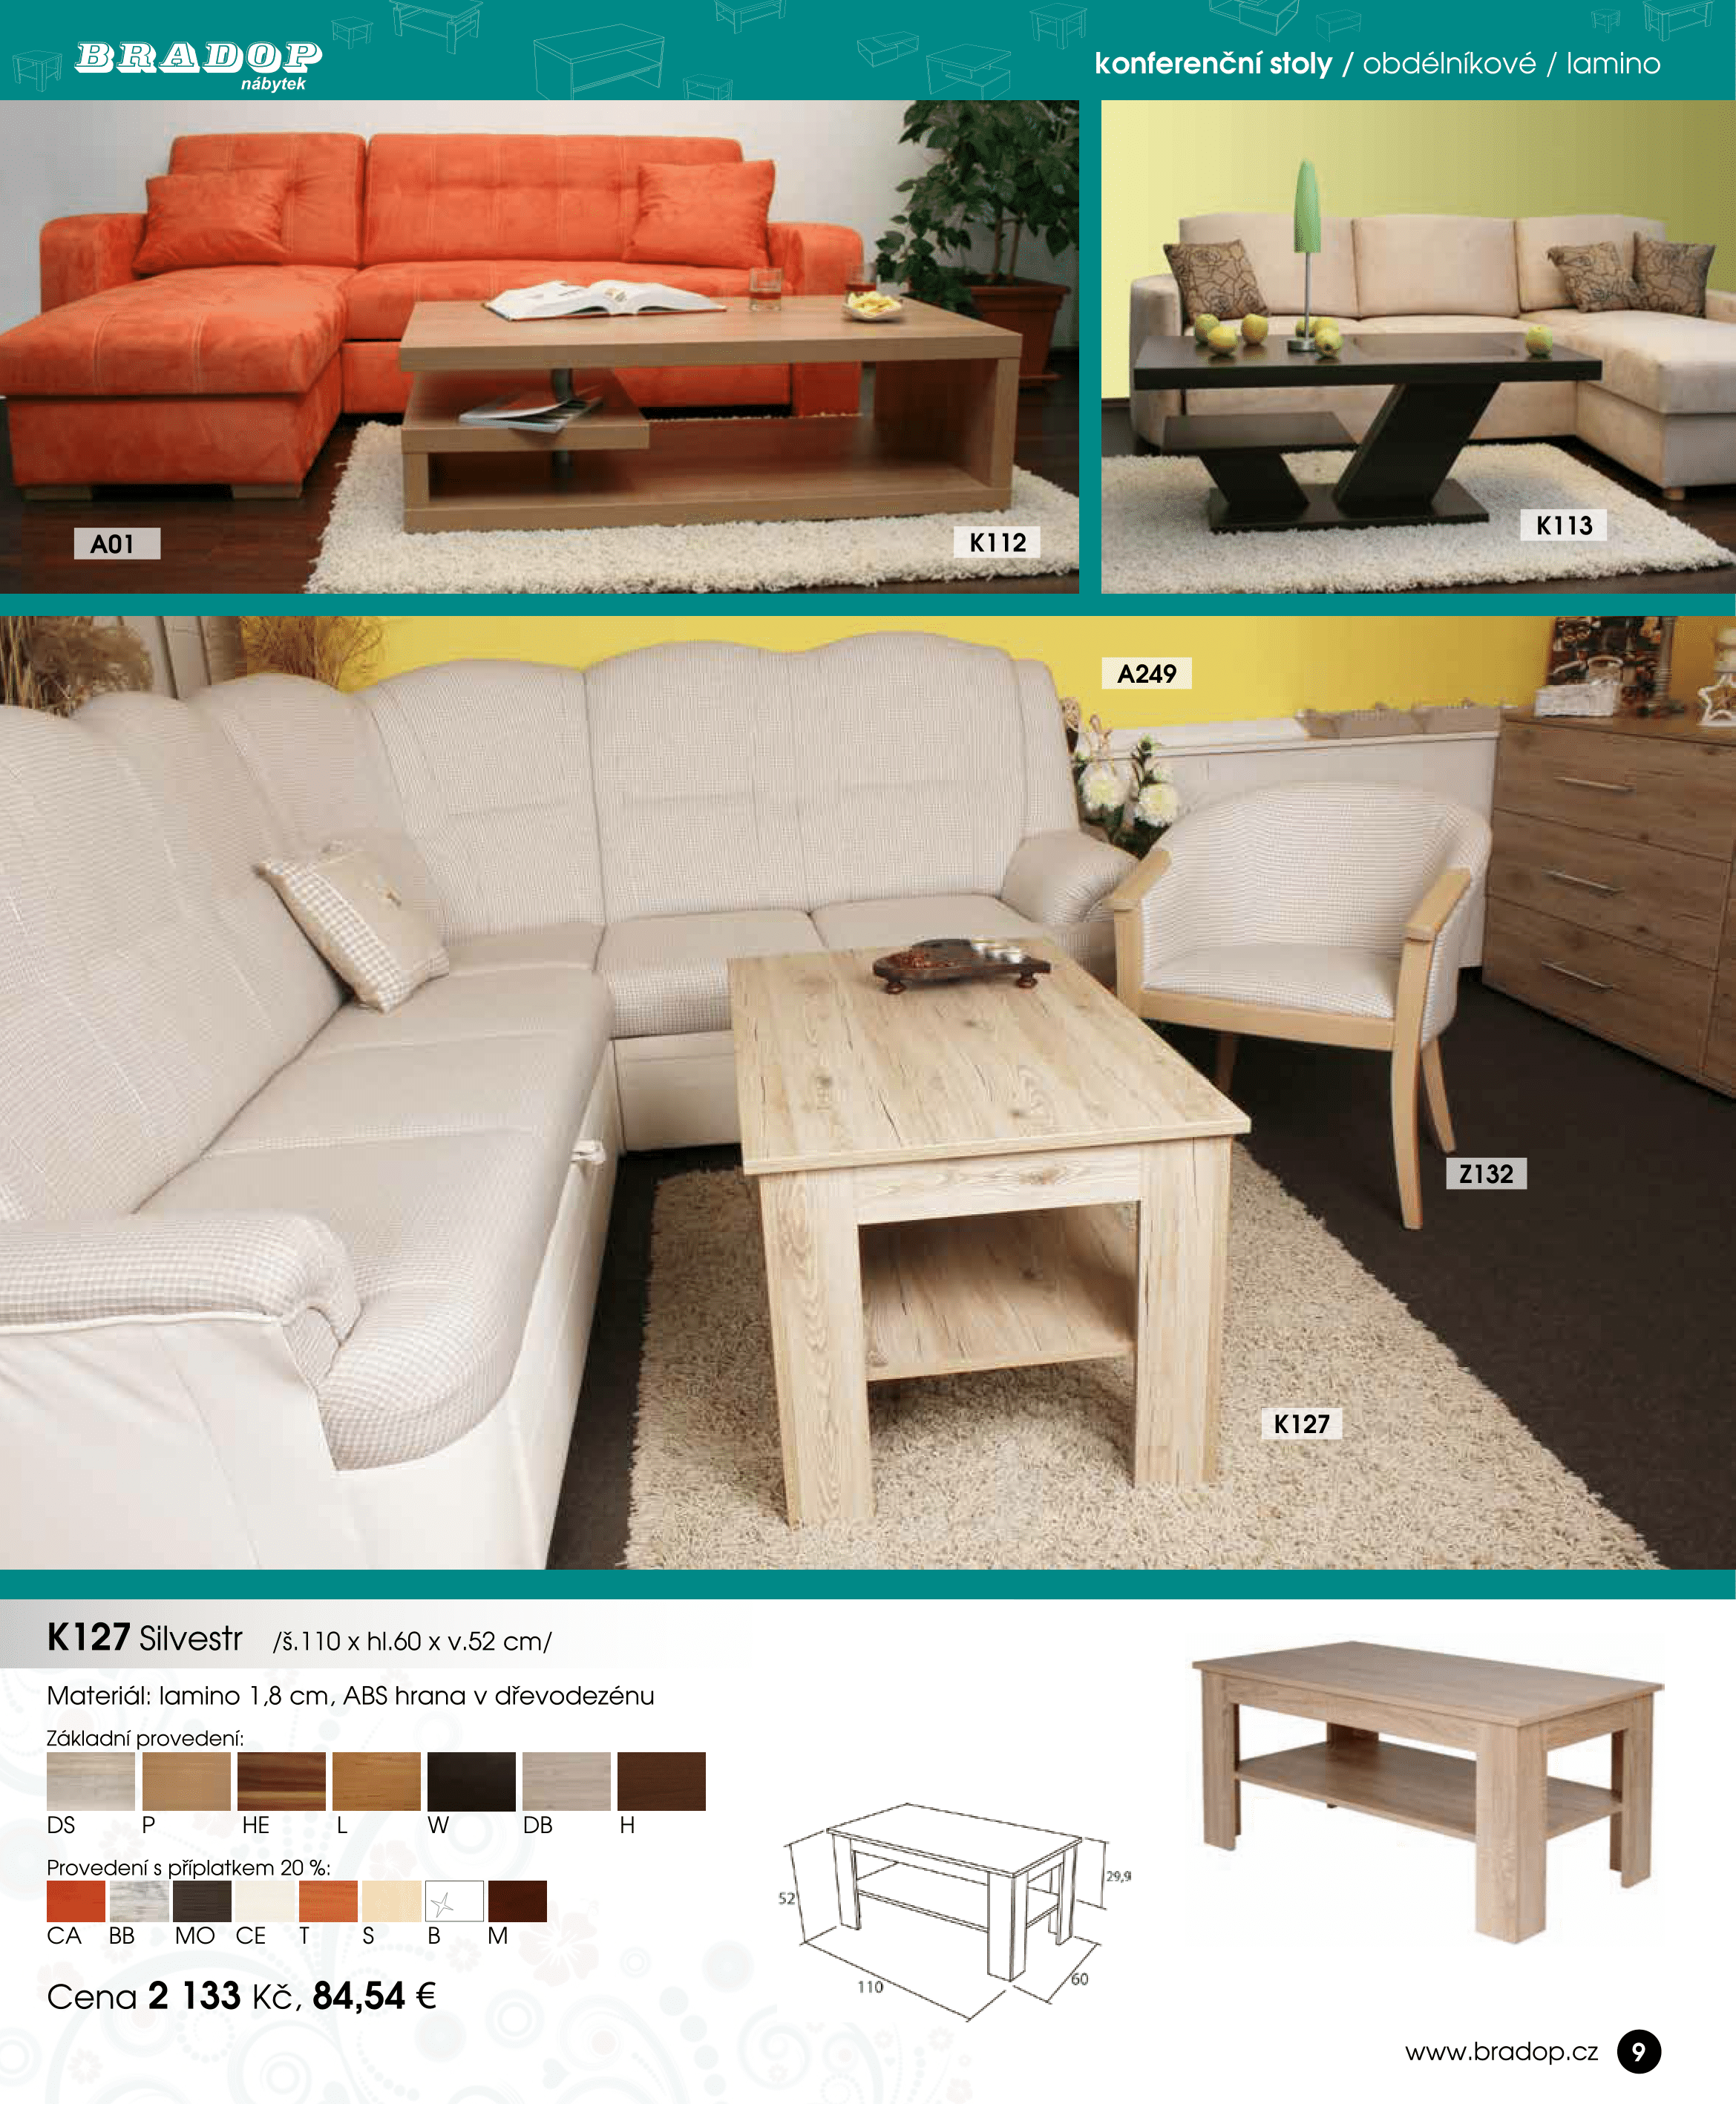 BRADOP
nábytek
konferenční stoly / obdélníkové / lamino
A01
K112
K113
A249
Z132
K127
K127 Silvestr /š.110 x hl.60 x v.52 cm/
Materiál: lamino 1,8 cm, ABS hrana v dřevodezénu
Základní provedení:
DS P HE L W DB H
Provedení s příplatkem 20 %:
CA BB MO CE T S B M
Cena 2 133 Kč, 84,54 €
52
29,9
110
60
www.bradop.cz 9